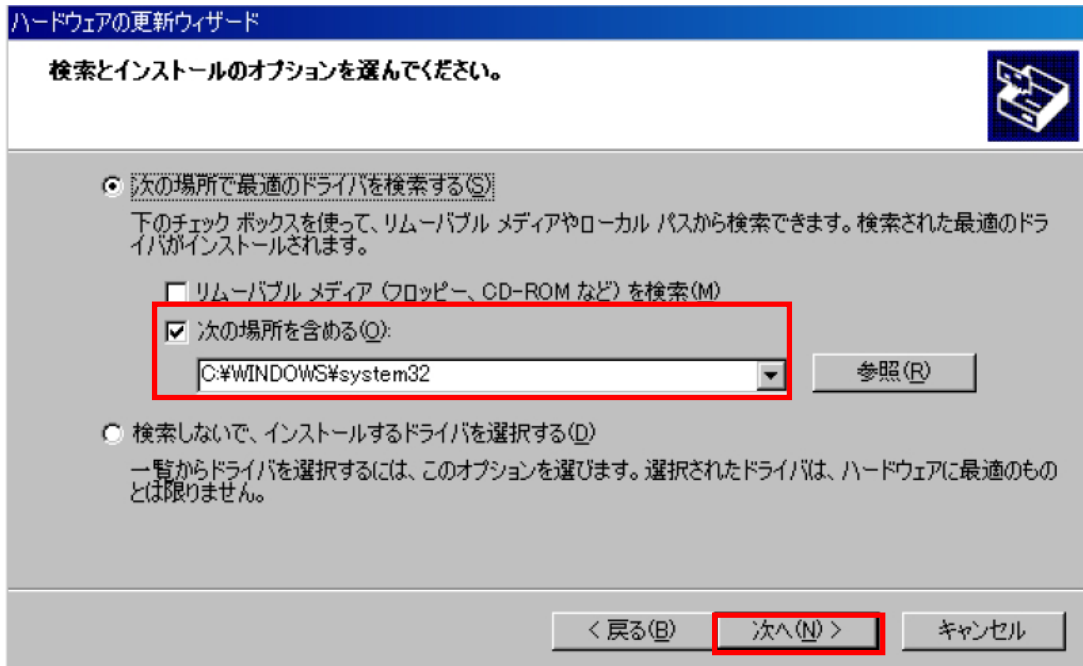 ハードウェアの更新ウィザード
検索とインストールのオプションを選んでください。
次の場所で最適のドライバを検索する(S)
下のチェック ボックスを使って、リムーバブル メディアやローカル パスから検索できます。検索された最適のドラ
イバがインストールされます。
リムーバブル メディア (フロッピー、CD-ROM など) を検索(M)
次の場所を含める(O):
C:¥WINDOWS¥system32
参照(R)
検索しないで、インストールするドライバを選択する(D)
一覧からドライバを選択するには、このオプションを選びます。選択されたドライバは、ハードウェアに最適のもの
とは限りません。
< 戻る(B)
次へ(N) >
キャンセル